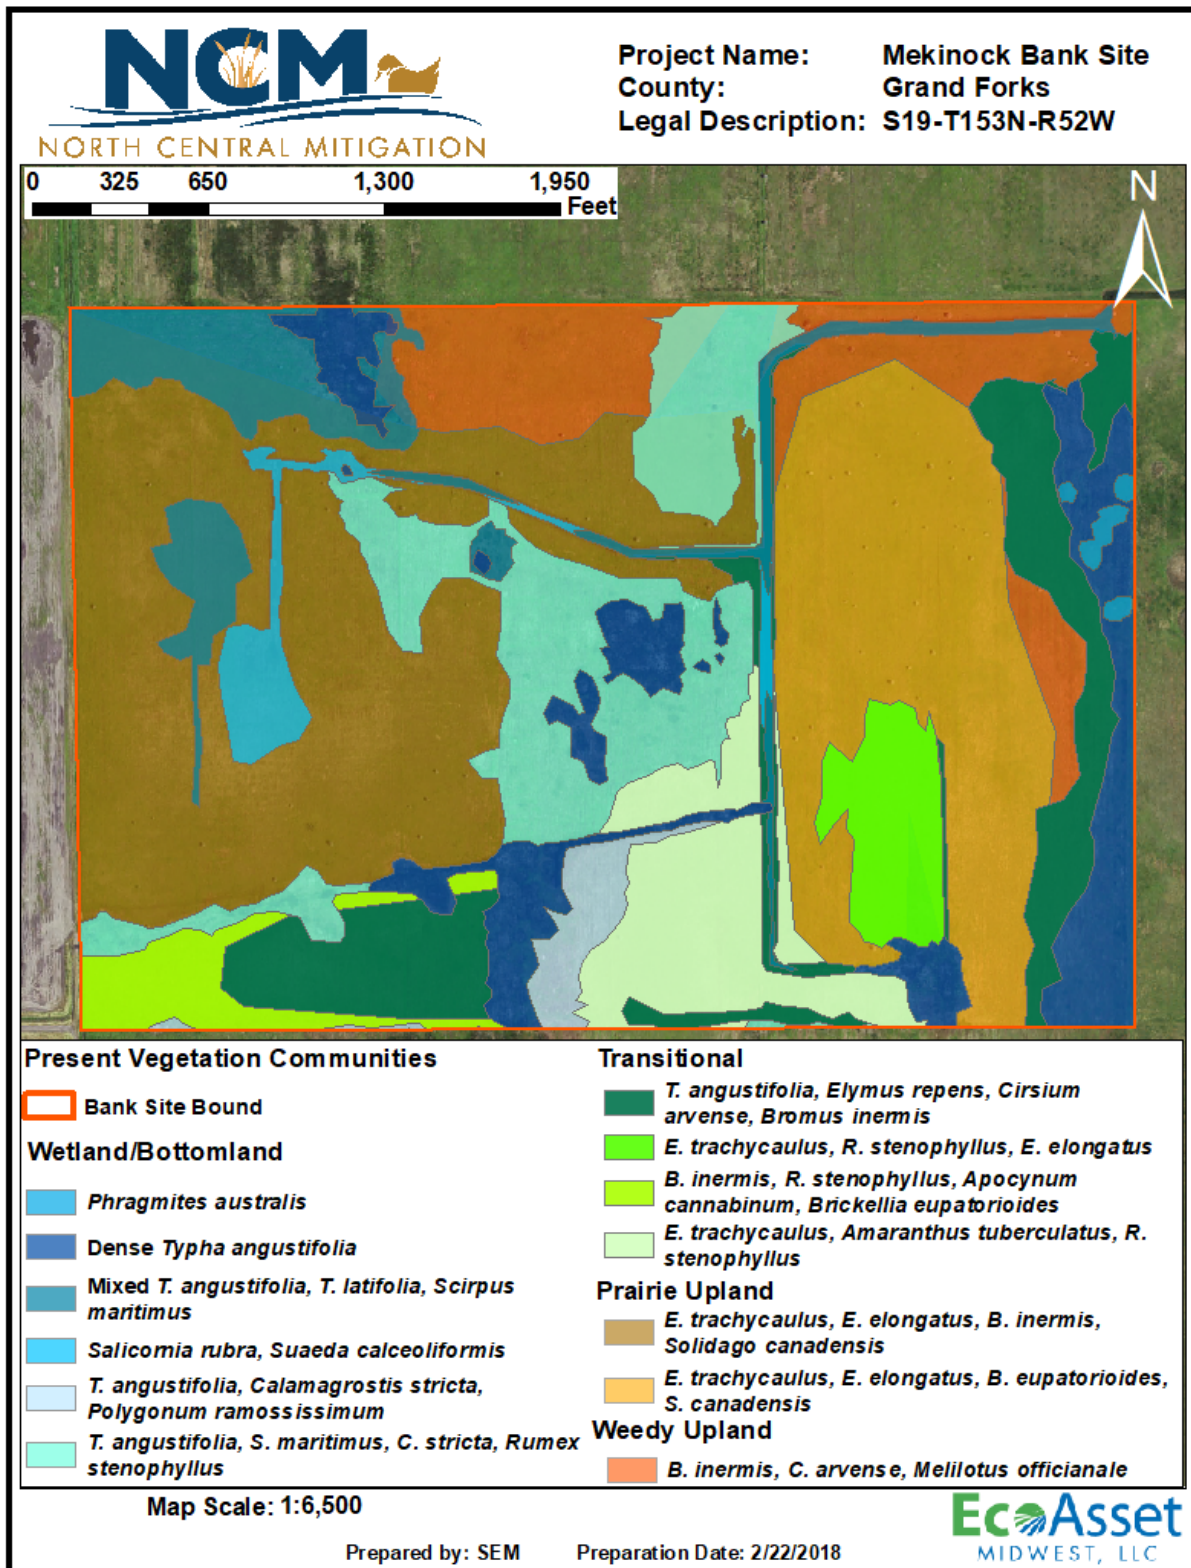 NCM
NORTH CENTRAL MITIGATION
Project Name: Mekinock Bank Site
County: Grand Forks
Legal Description: S19-T153N-R52W
0 325 650 1,300 1,950
Feet
N
Present Vegetation Communities
Bank Site Bound
Wetland/Bottomland
Phragmites australis
Dense Typha angustifolia
Mixed T. angustifolia, T. latifolia, Scirpus
maritimus
Salicornia rubra, Suaeda calceoliformis
T. angustifolia, Calamagrostis stricta,
Polygonum ramossissimum
T. angustifolia, S. maritimus, C. stricta, Rumex
stenophyllus
Transitional
T. angustifolia, Elymus repens, Cirsium
arvense, Bromus inermis
E. trachycaulus, R. stenophyllus, E. elongatus
B. inermis, R. stenophyllus, Apocynum
cannabinum, Brickellia eupatorioides
E. trachycaulus, Amaranthus tuberculatus, R.
stenophyllus
Prairie Upland
E. trachycaulus, E. elongatus, B. inermis,
Solidago canadensis
E. trachycaulus, E. elongatus, B. eupatorioides,
S. canadensis
Weedy Upland
B. inermis, C. arvense, Melilotus officianale
Map Scale: 1:6,500
Prepared by: SEM Preparation Date: 2/22/2018
EcoAsset
MIDWEST, LLC